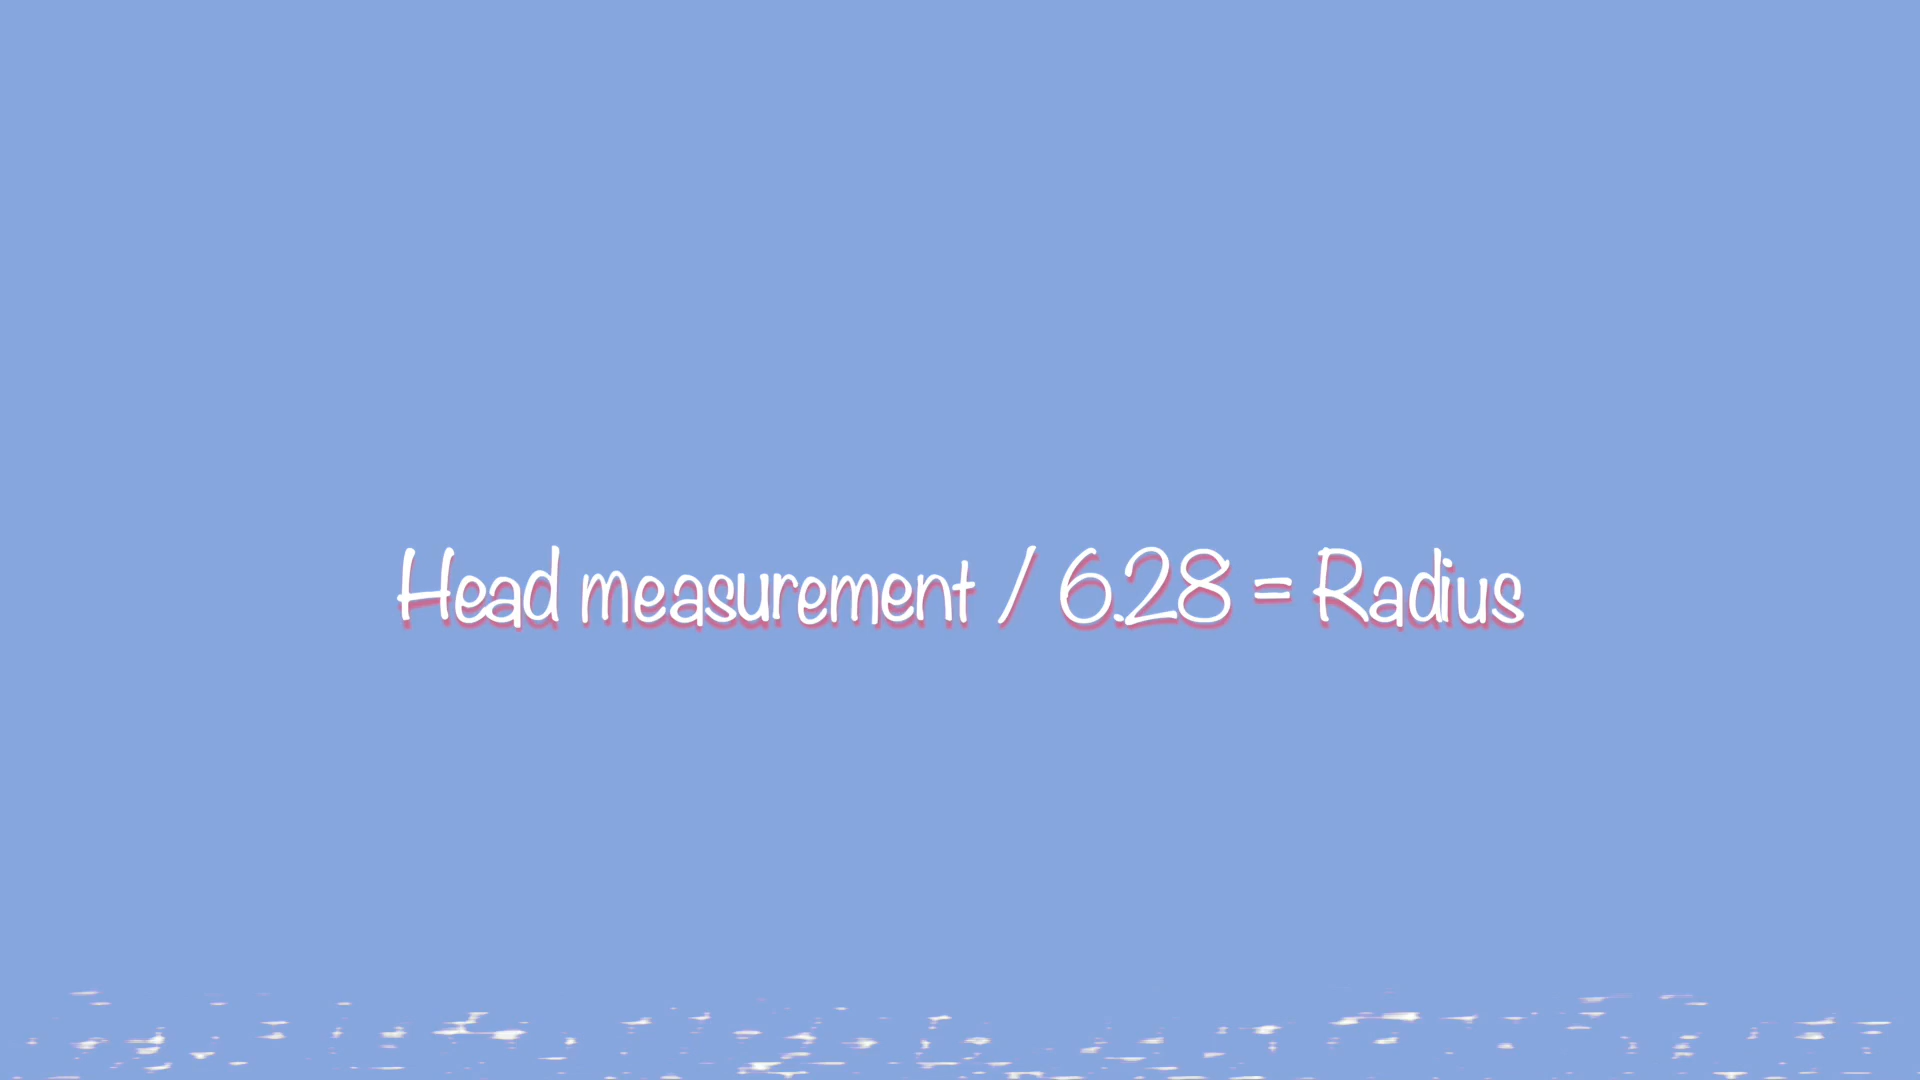 Head measurement / 6.28 = Radius